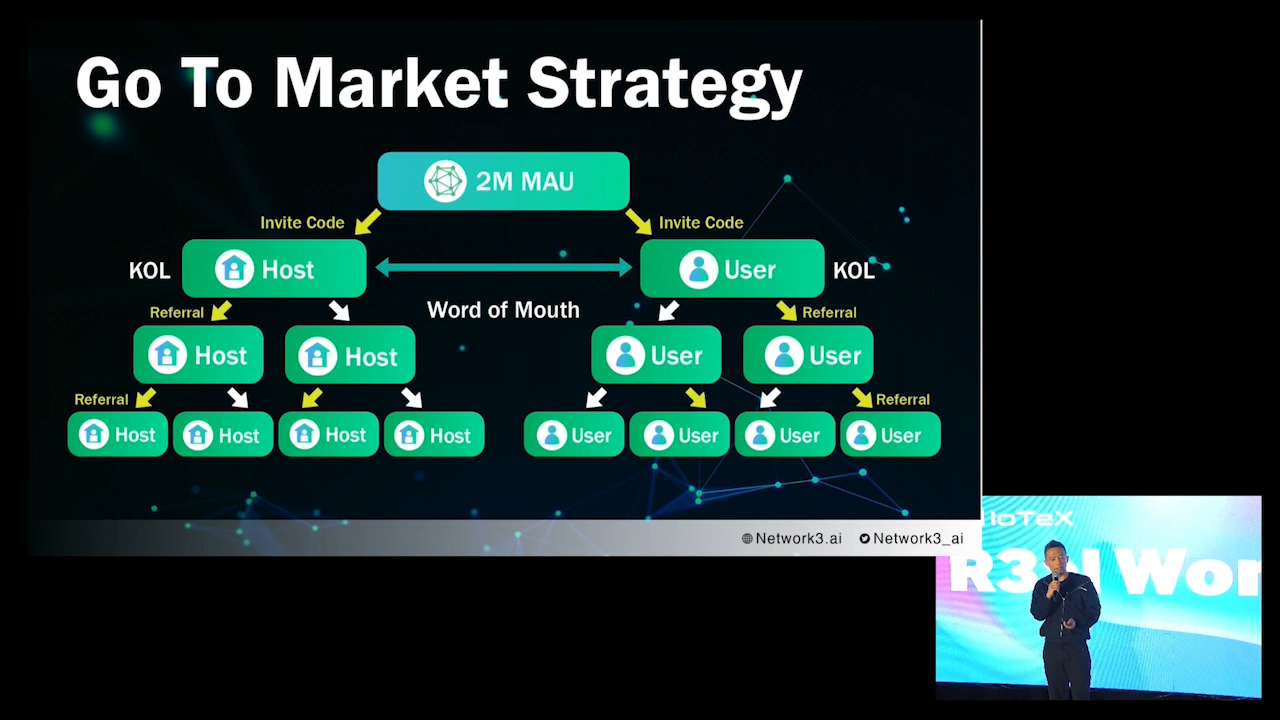 Go To Market Strategy
2M MAU
Invite Code
Invite Code
KOL
Host
User
KOL
Word of Mouth
Referral
Referral
Host
Host
User
User
Referral
Referral
Host
Host
Host
Host
User
User
User
User
Network3.ai
Network3_ai
IoTeX
R3
Wor